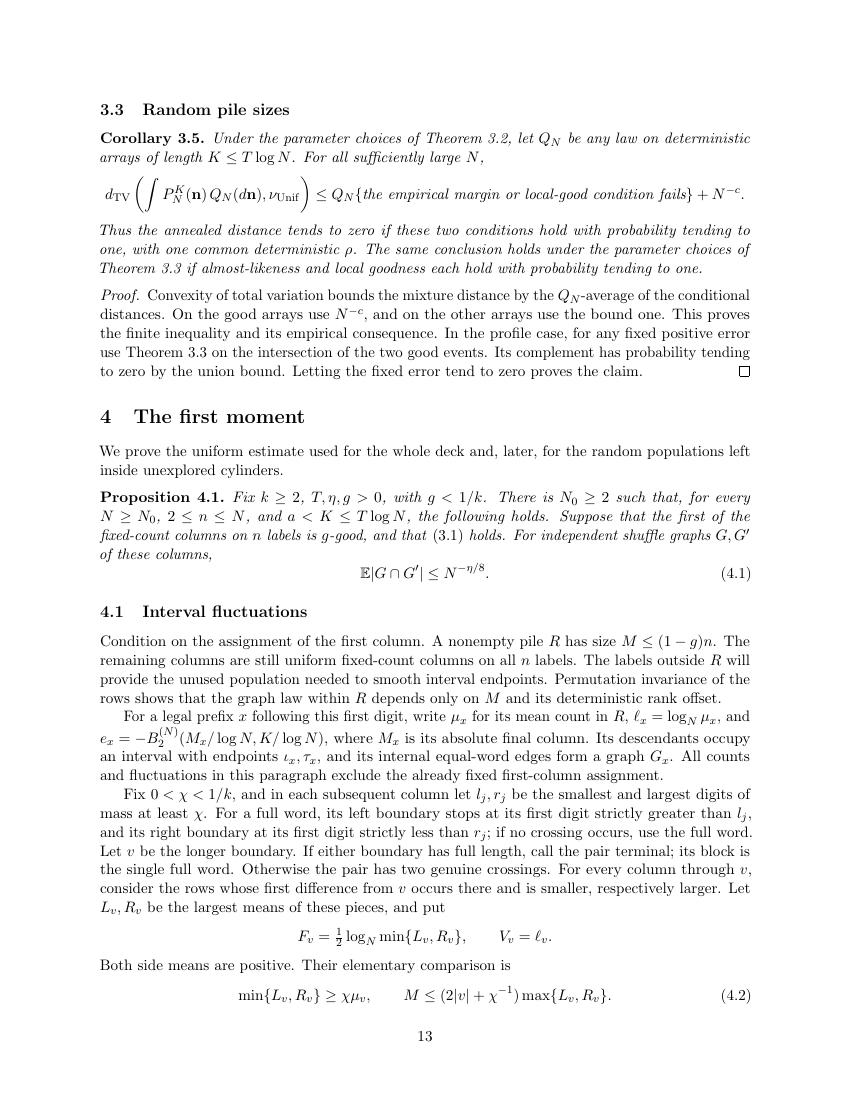 3.3 Random pile sizes
Corollary 3.5. Under the parameter choices of Theorem 3.2, let Q_N be any law on deterministic
arrays of length K ≤ T log N. For all sufficiently large N,
d_TV (∫ P_N^K(n) Q_N(dn), ν_Unif) ≤ Q_N{the empirical margin or local-good condition fails} + N^{−c}.
Thus the annealed distance tends to zero if these two conditions hold with probability tending to
one, with one common deterministic ρ. The same conclusion holds under the parameter choices of
Theorem 3.3 if almost-likeness and local goodness each hold with probability tending to one.
Proof. Convexity of total variation bounds the mixture distance by the Q_N-average of the conditional
distances. On the good arrays use N^{−c}, and on the other arrays use the bound one. This proves
the finite inequality and its empirical consequence. In the profile case, for any fixed positive error
use Theorem 3.3 on the intersection of the two good events. Its complement has probability tending
to zero by the union bound. Letting the fixed error tend to zero proves the claim. □
4 The first moment
We prove the uniform estimate used for the whole deck and, later, for the random populations left
inside unexplored cylinders.
Proposition 4.1. Fix k ≥ 2, T, η, g > 0, with g < 1/k. There is N_0 ≥ 2 such that, for every
N ≥ N_0, 2 ≤ n ≤ N, and a < K ≤ T log N, the following holds. Suppose that the first of the
fixed-count columns on n labels is g-good, and that (3.1) holds. For independent shuffle graphs G, G′
of these columns,
𝔼|G ∩ G′| ≤ N^{−η/8}. (4.1)
4.1 Interval fluctuations
Condition on the assignment of the first column. A nonempty pile R has size M ≤ (1 − g)n. The
remaining columns are still uniform fixed-count columns on all n labels. The labels outside R will
provide the unused population needed to smooth interval endpoints. Permutation invariance of the
rows shows that the graph law within R depends only on M and its deterministic rank offset.
For a legal prefix x following this first digit, write μ_x for its mean count in R, ℓ_x = log_N μ_x, and
e_x = −B_2^{(N)}(M_x/ log N, K/ log N), where M_x is its absolute final column. Its descendants occupy
an interval with endpoints ι_x, τ_x, and its internal equal-word edges form a graph G_x. All counts
and fluctuations in this paragraph exclude the already fixed first-column assignment.
Fix 0 < χ < 1/k, and in each subsequent column let l_j, r_j be the smallest and largest digits of
mass at least χ. For a full word, its left boundary stops at its first digit strictly greater than l_j,
and its right boundary at its first digit strictly less than r_j; if no crossing occurs, use the full word.
Let v be the longer boundary. If either boundary has full length, call the pair terminal; its block is
the single full word. Otherwise the pair has two genuine crossings. For every column through v,
consider the rows whose first difference from v occurs there and is smaller, respectively larger. Let
L_v, R_v be the largest means of these pieces, and put
F_v = ½ log_N min{L_v, R_v}, V_v = ℓ_v.
Both side means are positive. Their elementary comparison is
min{L_v, R_v} ≥ χμ_v, M ≤ (2|v| + χ^{−1}) max{L_v, R_v}. (4.2)
13